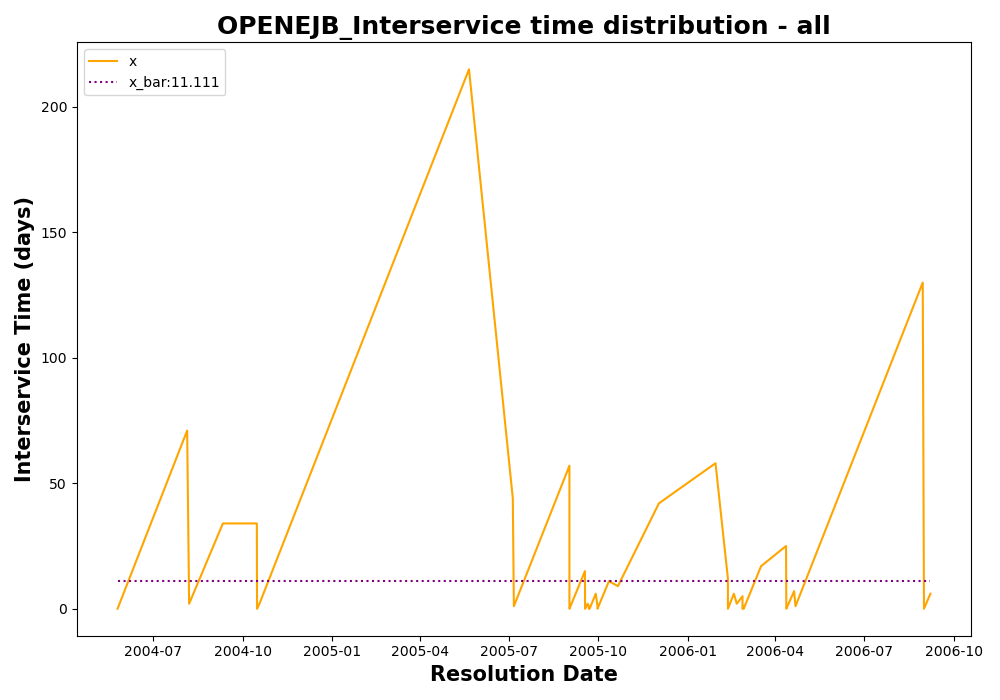 OPENEJB_Interservice time distribution - all
x
x_bar:11.111
Interservice Time (days)
200
150
100
50
0
2004-07 2004-10 2005-01 2005-04 2005-07 2005-10 2006-01 2006-04 2006-07 2006-10
Resolution Date